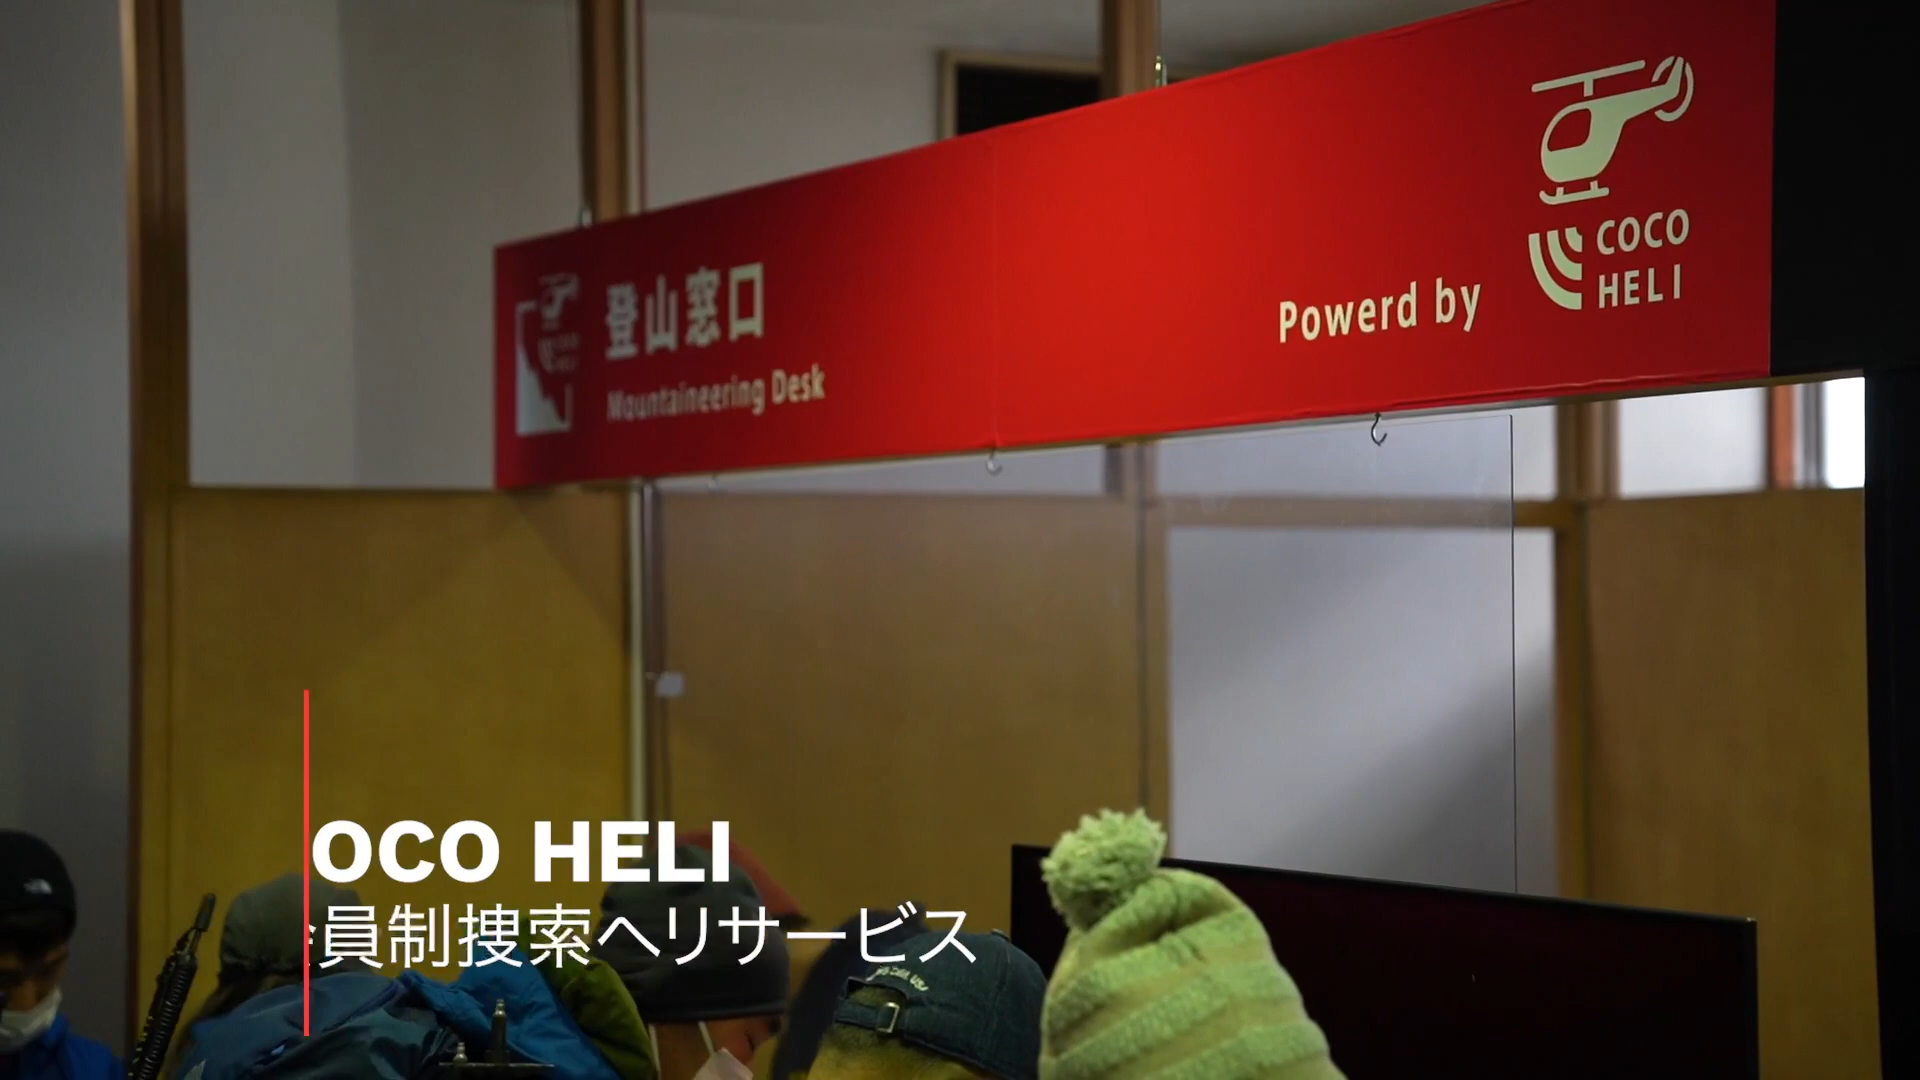 登山窓口
Mountaineering Desk
Powerd by
COCO
HELI
OCO HELI
員制捜索ヘリサービス